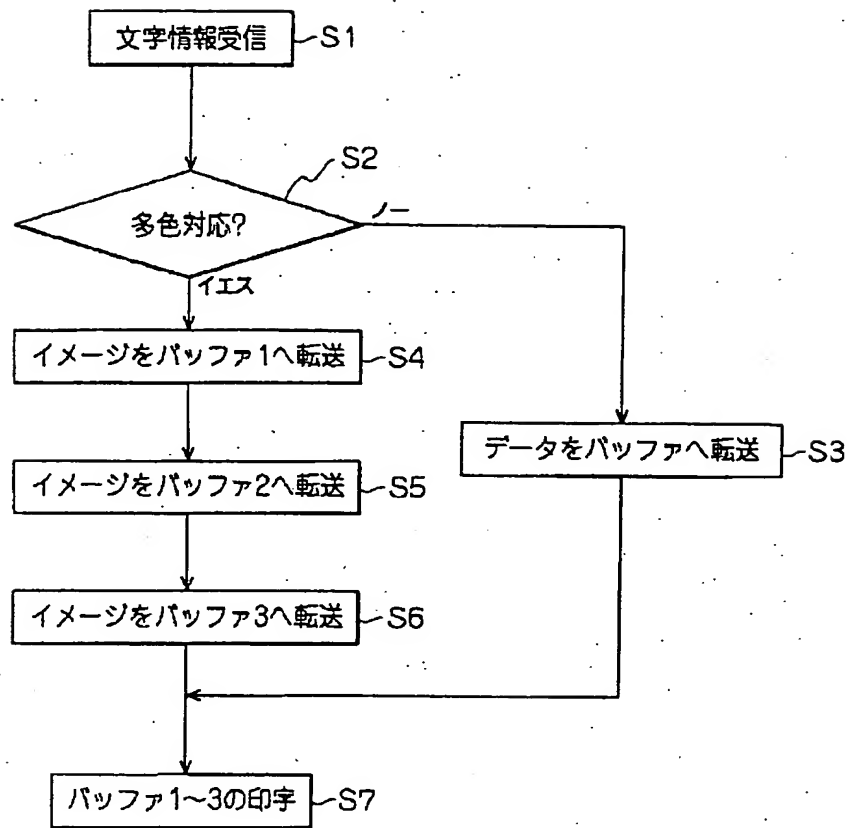 文字情報受信
S1
S2
多色対応?
ノー
イエス
イメージをバッファ1へ転送
S4
データをバッファへ転送
S3
イメージをバッファ2へ転送
S5
イメージをバッファ3へ転送
S6
バッファ1~3の印字
S7